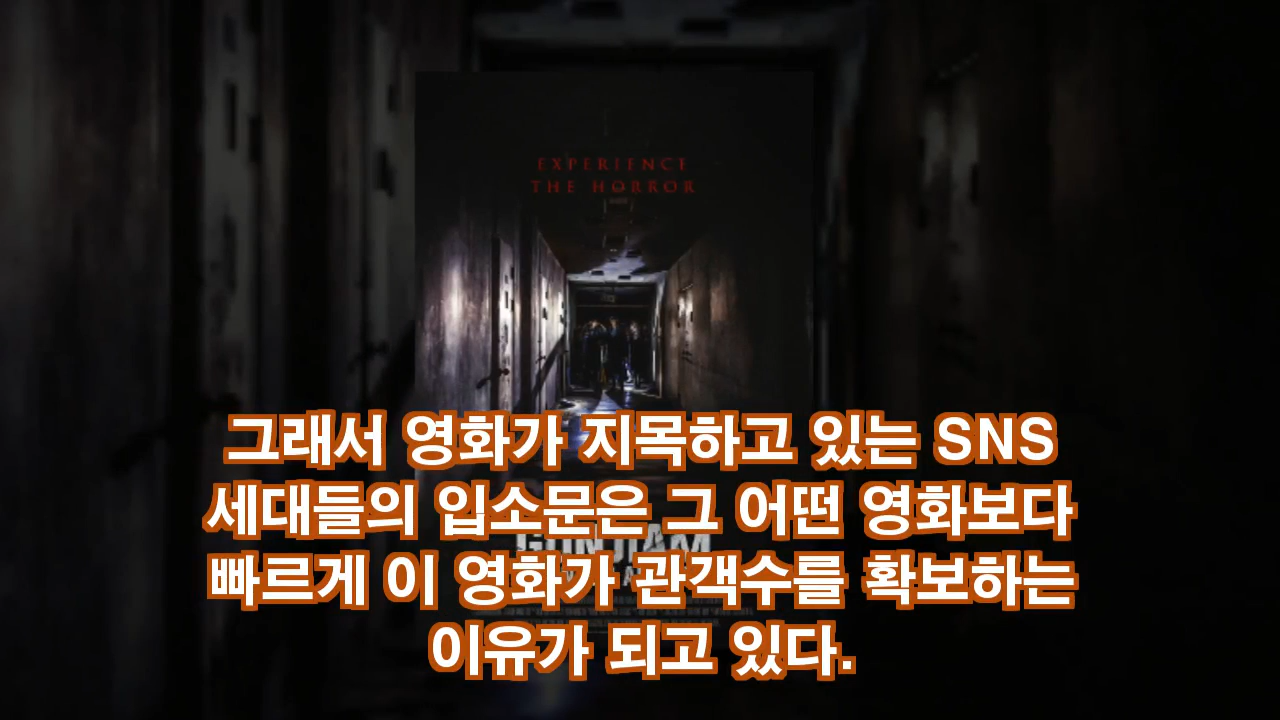 EXPERIENCE
THE HORROR
그래서 영화가 지목하고 있는 SNS
세대들의 입소문은 그 어떤 영화보다
GONJIAM
빠르게 이 영화가 관객수를 확보하는
이유가 되고 있다.